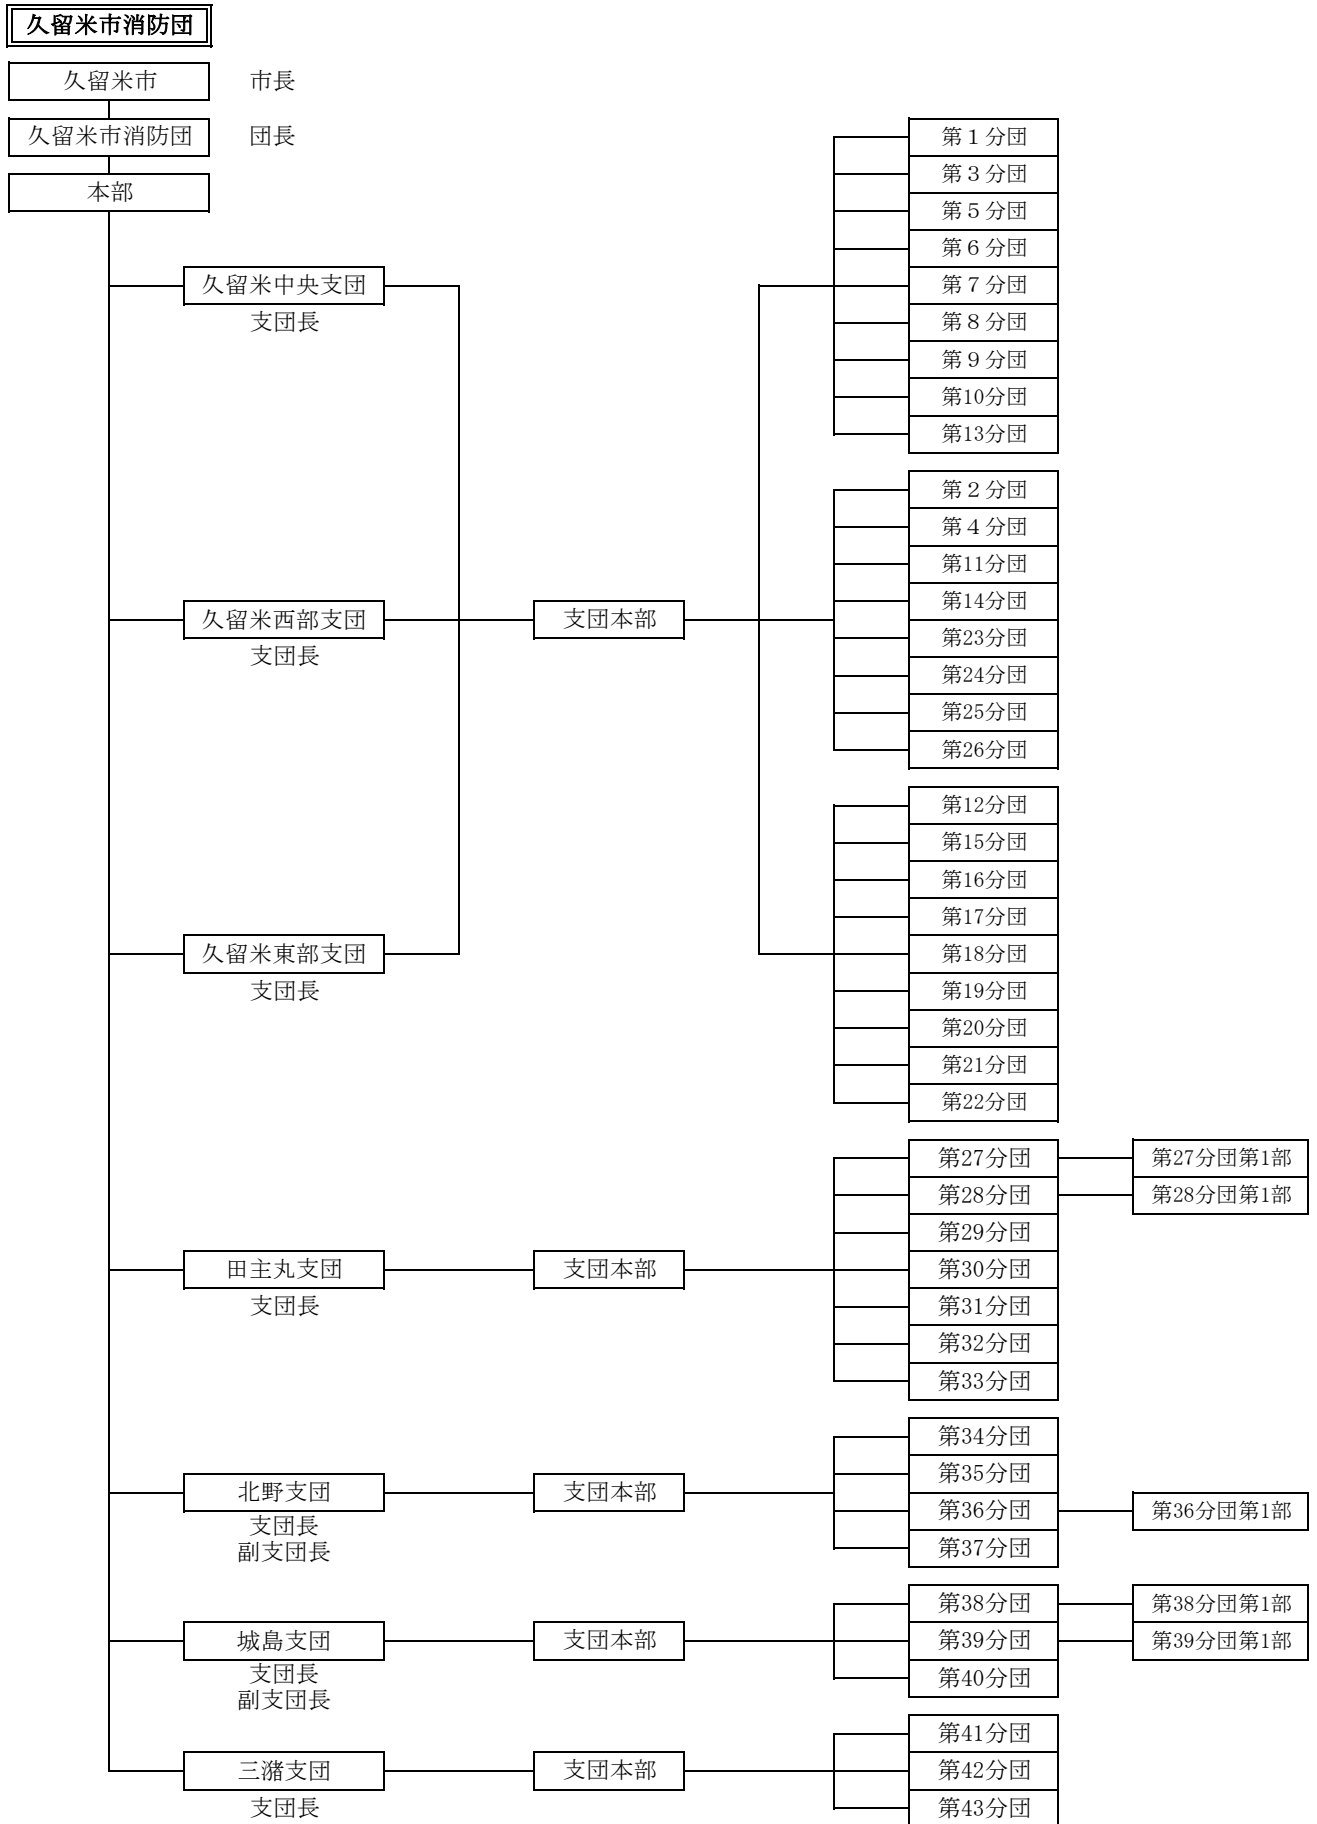 久留米市消防団
久留米市 市長
久留米市消防団 団長
本部
久留米中央支団
支団長
久留米西部支団
支団長
久留米東部支団
支団長
支団本部
第１分団
第３分団
第５分団
第６分団
第７分団
第８分団
第９分団
第10分団
第13分団
第２分団
第４分団
第11分団
第14分団
第23分団
第24分団
第25分団
第26分団
第12分団
第15分団
第16分団
第17分団
第18分団
第19分団
第20分団
第21分団
第22分団
田主丸支団
支団長
支団本部
第27分団 第27分団第1部
第28分団 第28分団第1部
第29分団
第30分団
第31分団
第32分団
第33分団
北野支団
支団長
副支団長
支団本部
第34分団
第35分団
第36分団 第36分団第1部
第37分団
城島支団
支団長
副支団長
支団本部
第38分団 第38分団第1部
第39分団 第39分団第1部
第40分団
三潴支団
支団長
支団本部
第41分団
第42分団
第43分団